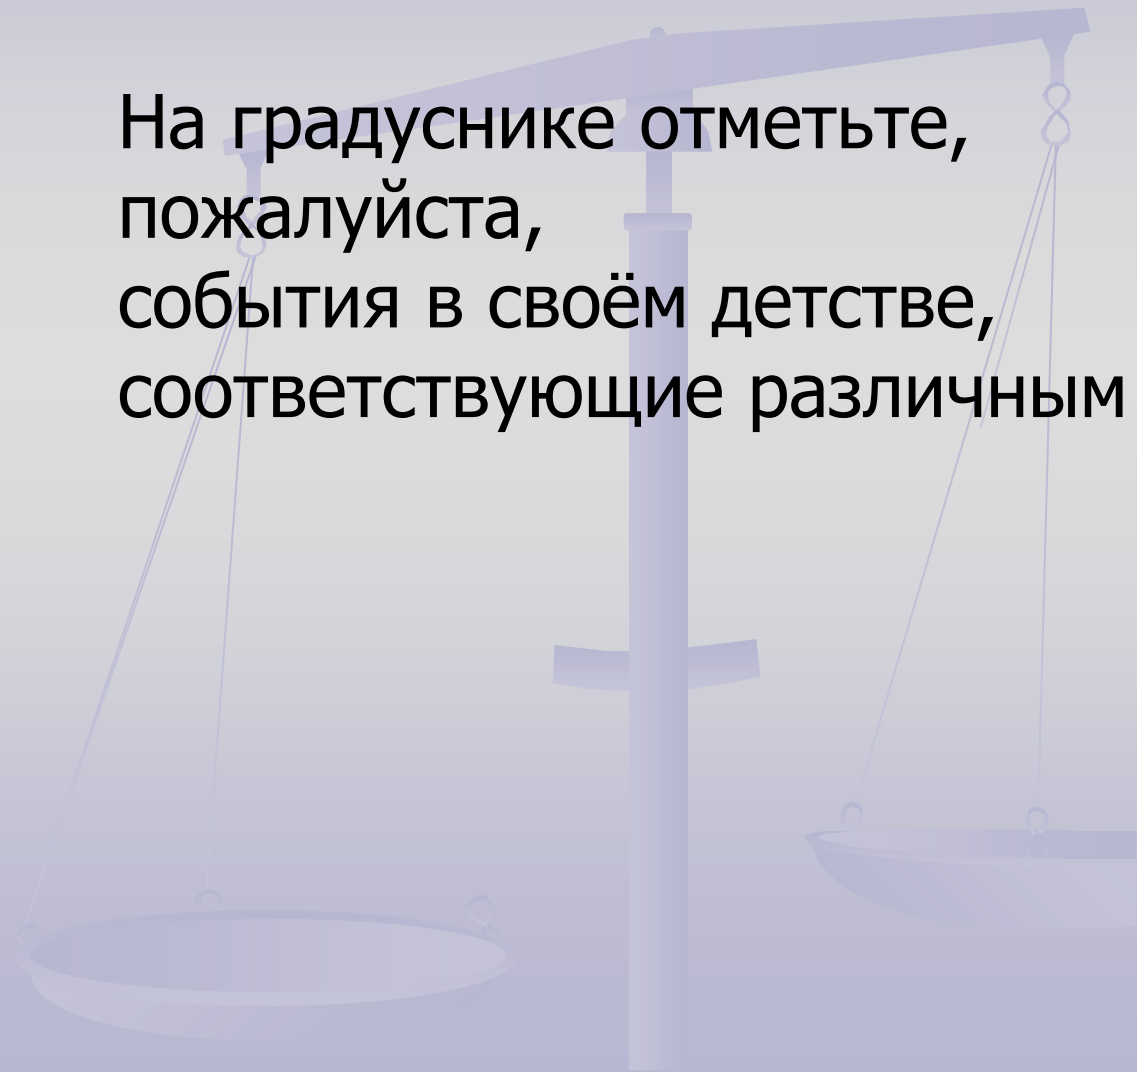 На градуснике отметьте,
пожалуйста,
события в своём детстве,
соответствующие различным